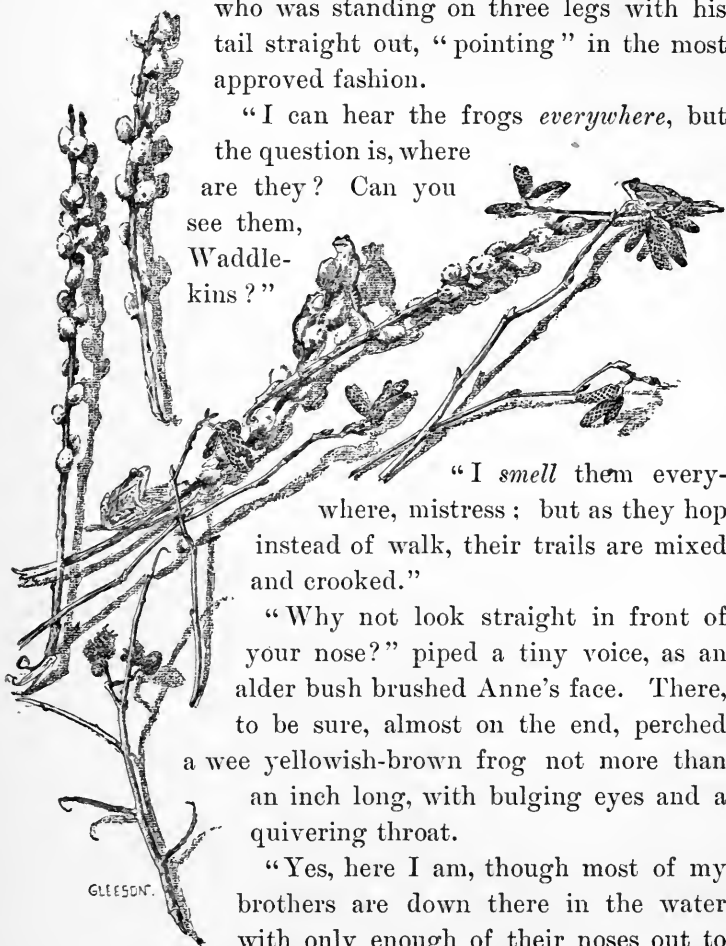 who was standing on three legs with his
tail straight out, “pointing” in the most
approved fashion.
“I can hear the frogs everywhere, but
the question is, where
are they? Can you
see them,
Waddle-
kins?”
“I smell them every-
where, mistress; but as they hop
instead of walk, their trails are mixed
and crooked.”
“Why not look straight in front of
your nose?” piped a tiny voice, as an
alder bush brushed Anne’s face. There,
to be sure, almost on the end, perched
a wee yellowish-brown frog not more than
an inch long, with bulging eyes and a
quivering throat.
“Yes, here I am, though most of my
brothers are down there in the water
with only enough of their noses out to
GLEESON.